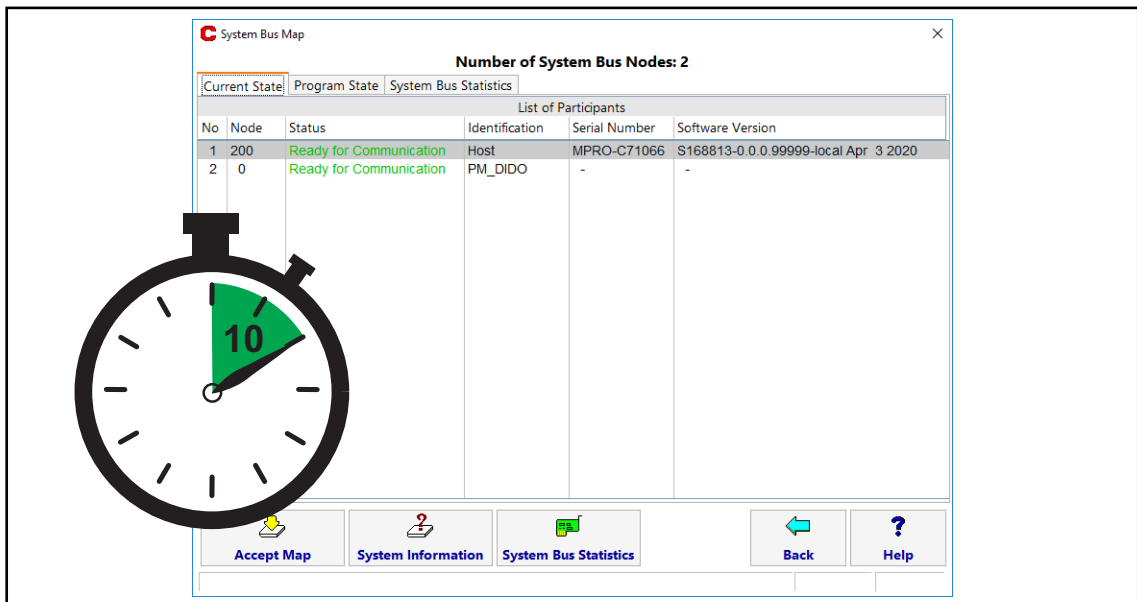 C System Bus Map
Number of System Bus Nodes: 2
Current State Program State System Bus Statistics
List of Participants
No Node Status Identification Serial Number Software Version
1 200 Ready for Communication Host MPRO-C71066 S168813-0.0.0.99999-local Apr 3 2020
2 0 Ready for Communication PM_DIDO - -
10
Accept Map System Information System Bus Statistics Back Help